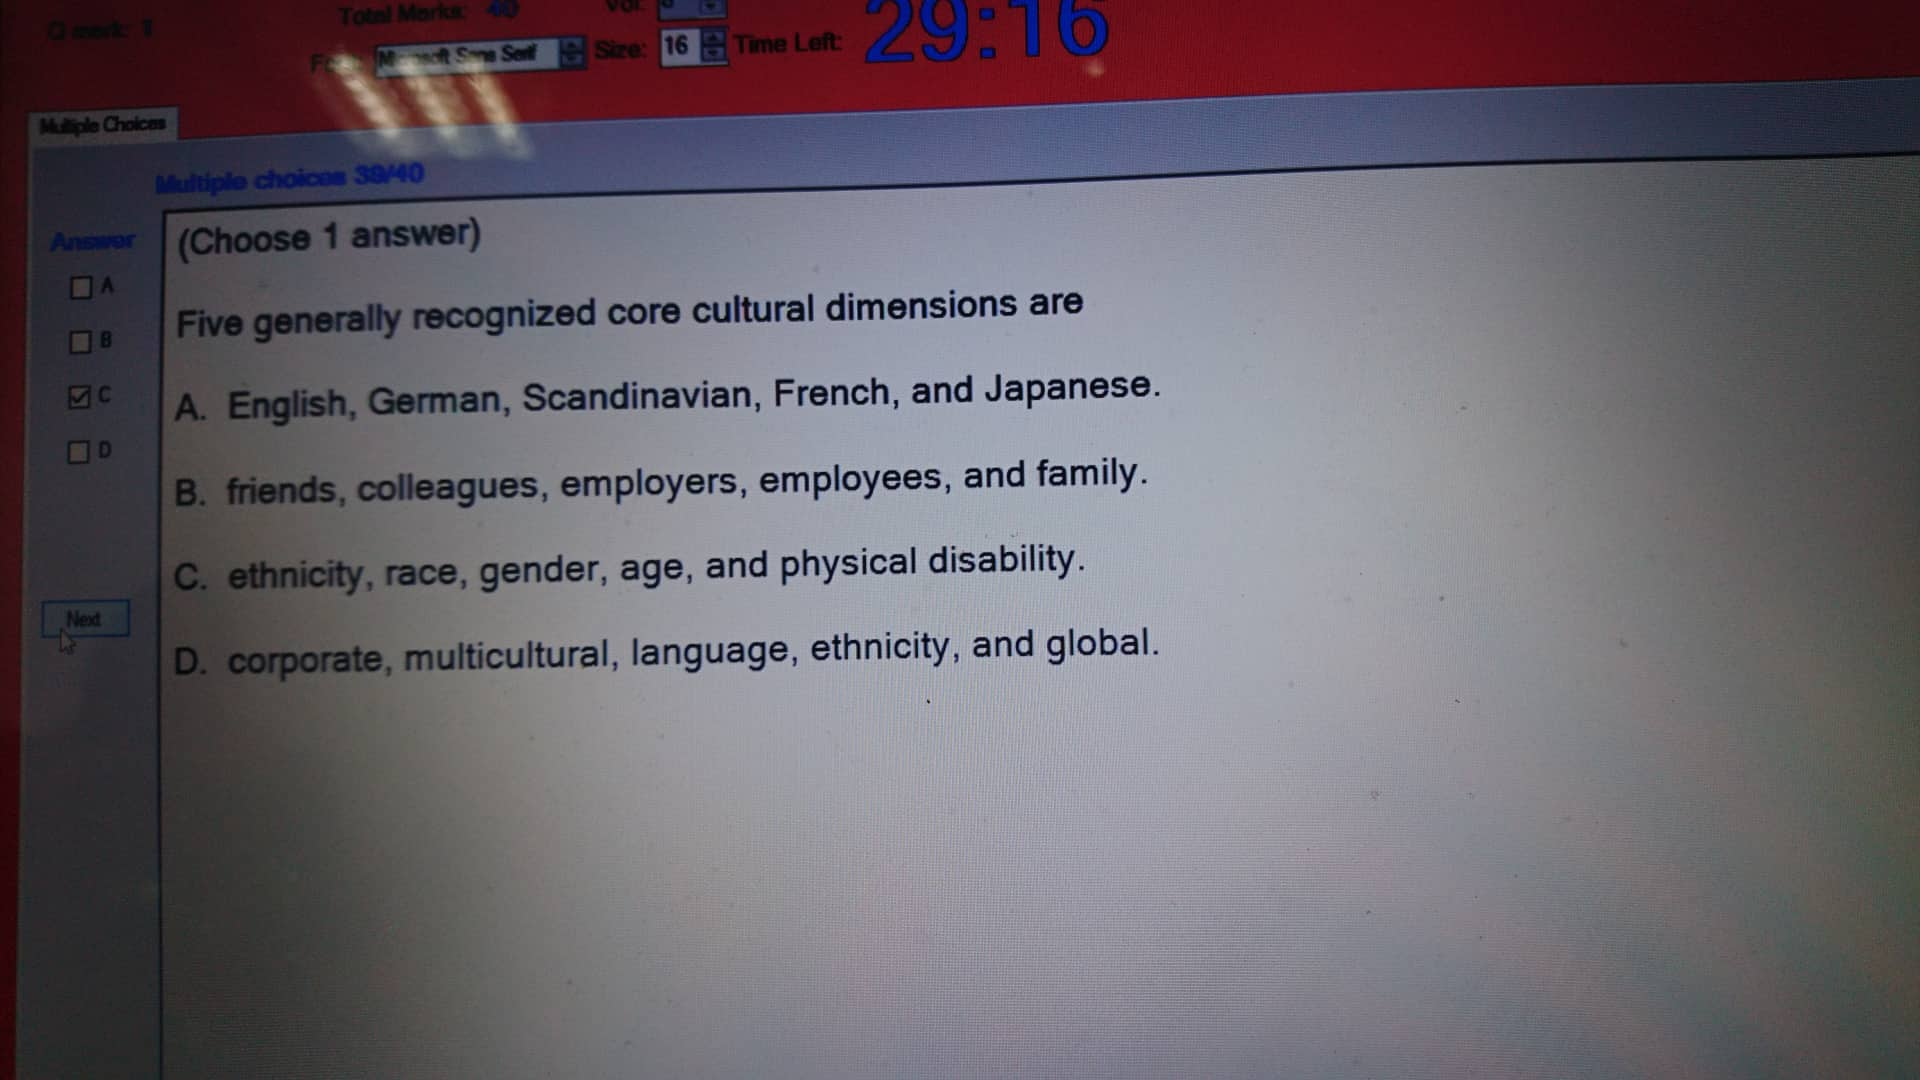 Q mark: 1
Total Marks: 40
Vol:
Microsoft Sans Serif
Size: 16
Time Left: 29:16
Multiple Choices
Multiple choices 39/40
Answer
(Choose 1 answer)
A
Five generally recognized core cultural dimensions are
B
A. English, German, Scandinavian, French, and Japanese.
C
D
B. friends, colleagues, employers, employees, and family.
C. ethnicity, race, gender, age, and physical disability.
Next
D. corporate, multicultural, language, ethnicity, and global.